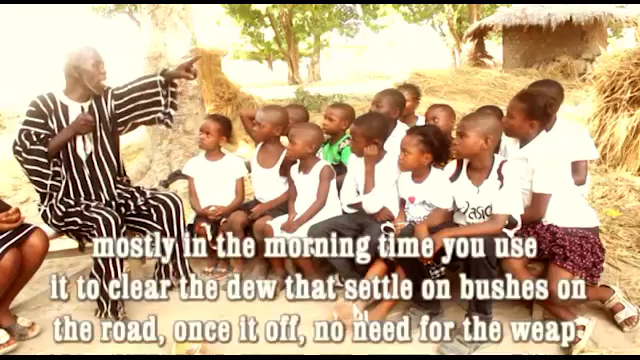 mostly in the morning time you use
it to clear the dew that settle on bushes on
the road, once it off, no need for the weap.